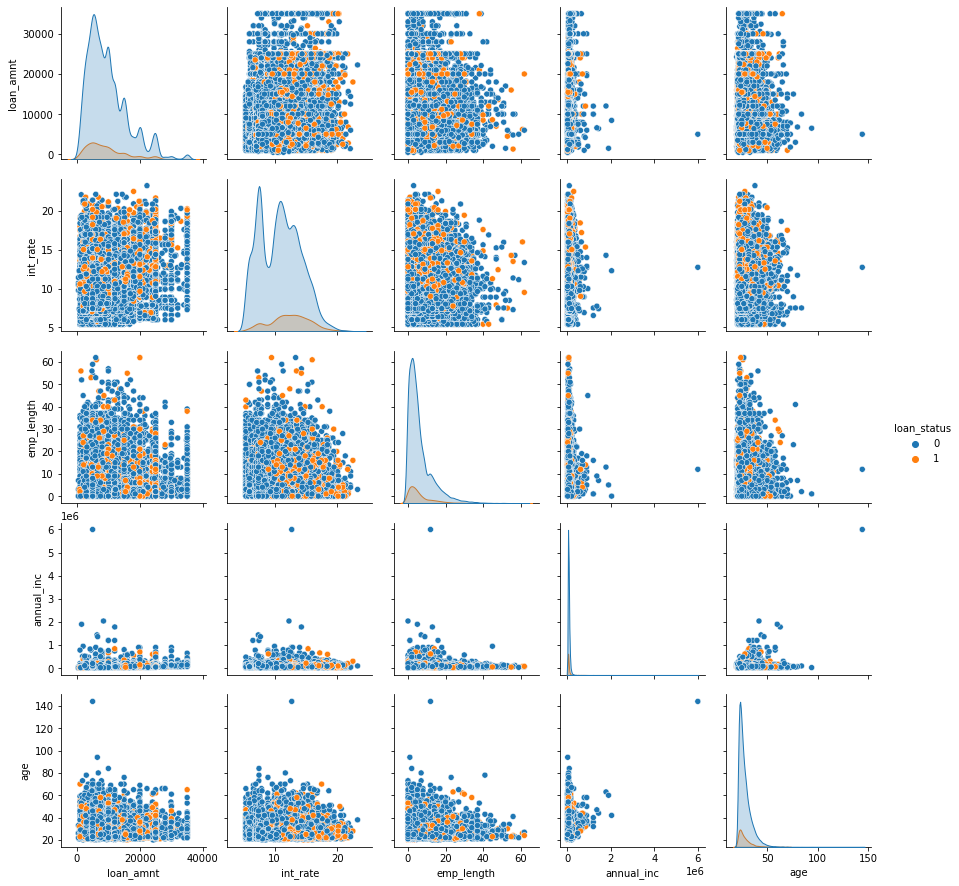 30000
20000
10000
0
loan_amnt
20
15
10
5
int_rate
60
50
40
30
20
10
0
emp_length
loan_status
0
1
1e6
6
5
4
3
2
1
0
annual_inc
140
120
100
80
60
40
20
age
0 20000 40000
loan_amnt
10 20
int_rate
0 20 40 60
emp_length
0 2 4 6
1e6
annual_inc
50 100 150
age